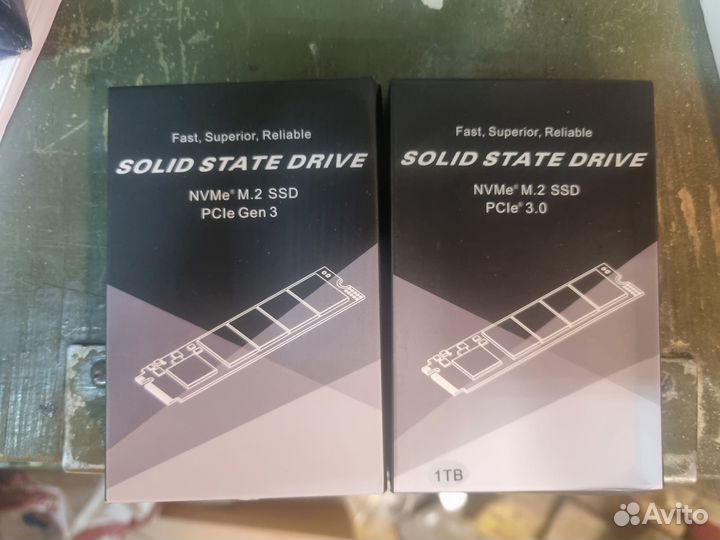 Fast, Superior, Reliable
SOLID STATE DRIVE
NVMe® M.2 SSD
PCIe Gen 3
Fast, Superior, Reliable
SOLID STATE DRIVE
NVMe® M.2 SSD
PCIe® 3.0
1TB
Avito